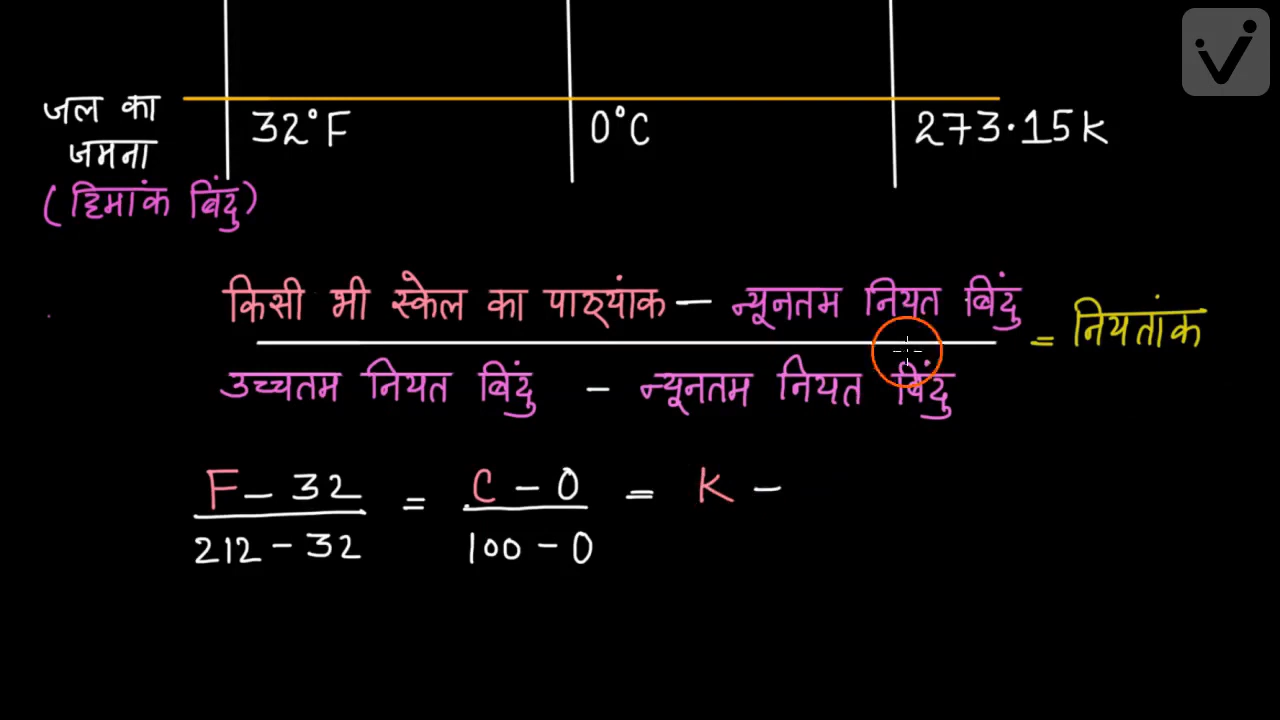 जल का
32°F 0°C 273.15K
जमना
(हिमांक बिंदु)
किसी भी स्केल का पाठ्यांक – न्यूनतम नियत बिंदु
= नियतांक
उच्चतम नियत बिंदु - न्यूनतम नियत बिंदु
F - 32 = C - 0 = K -
212 - 32 100 - 0